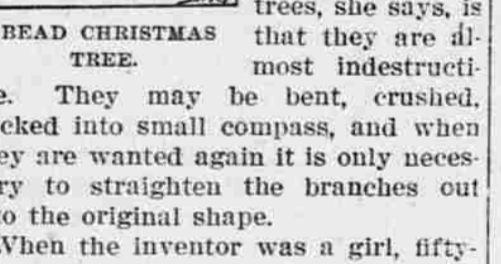 trees, she says, is
BEAD CHRISTMAS
TREE.
that they are al-
most indestructi-
e. They may be bent, crushed,
cked into small compass, and when
ey are wanted again it is only neces-
ry to straighten the branches out
to the original shape.
When the inventor was a girl, fifty-